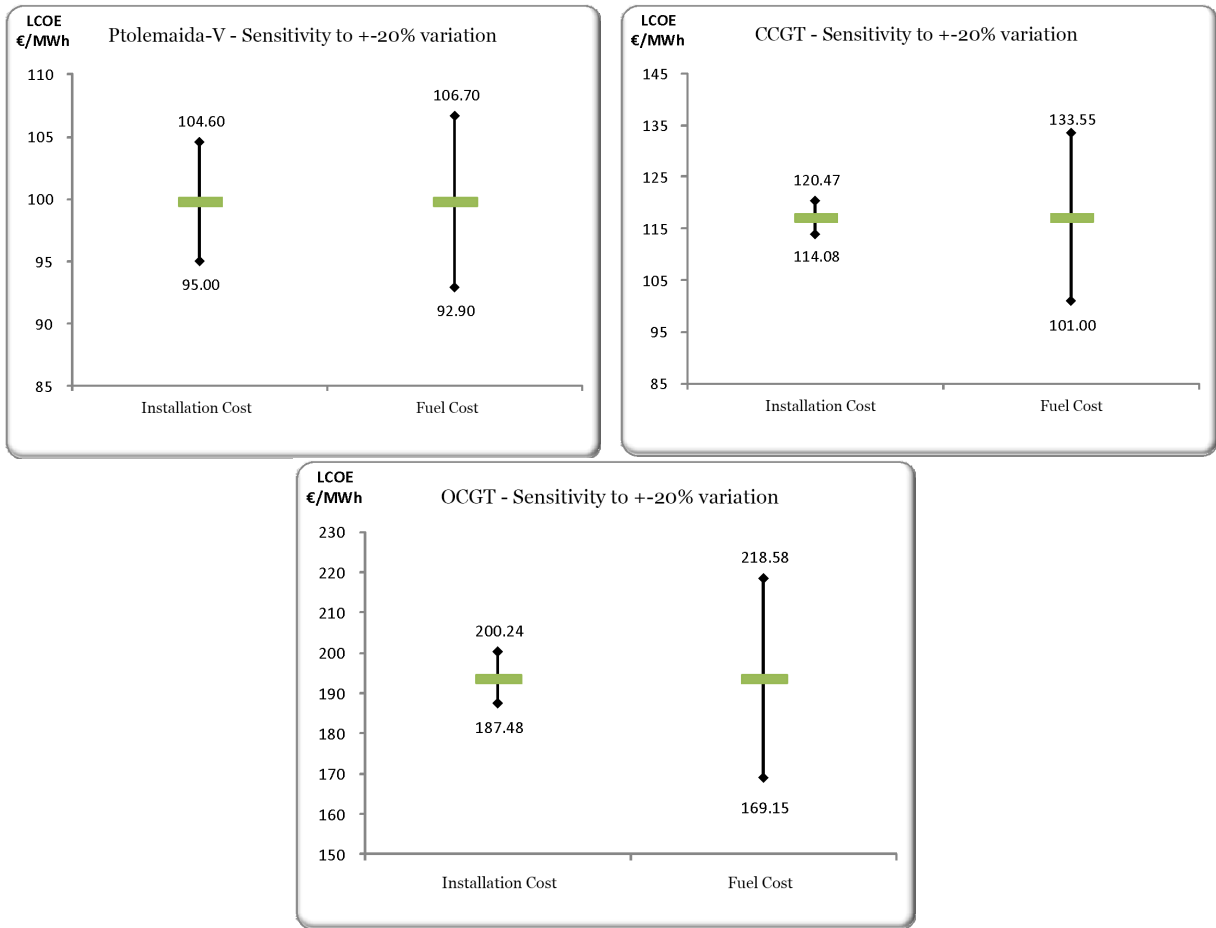 LCOE
€/MWh
Ptolemaida-V - Sensitivity to +-20% variation
110
105
100
95
90
85
104.60
95.00
106.70
92.90
Installation Cost
Fuel Cost
LCOE
€/MWh
CCGT - Sensitivity to +-20% variation
145
135
125
115
105
95
85
120.47
114.08
133.55
101.00
Installation Cost
Fuel Cost
LCOE
€/MWh
OCGT - Sensitivity to +-20% variation
230
220
210
200
190
180
170
160
150
200.24
187.48
218.58
169.15
Installation Cost
Fuel Cost